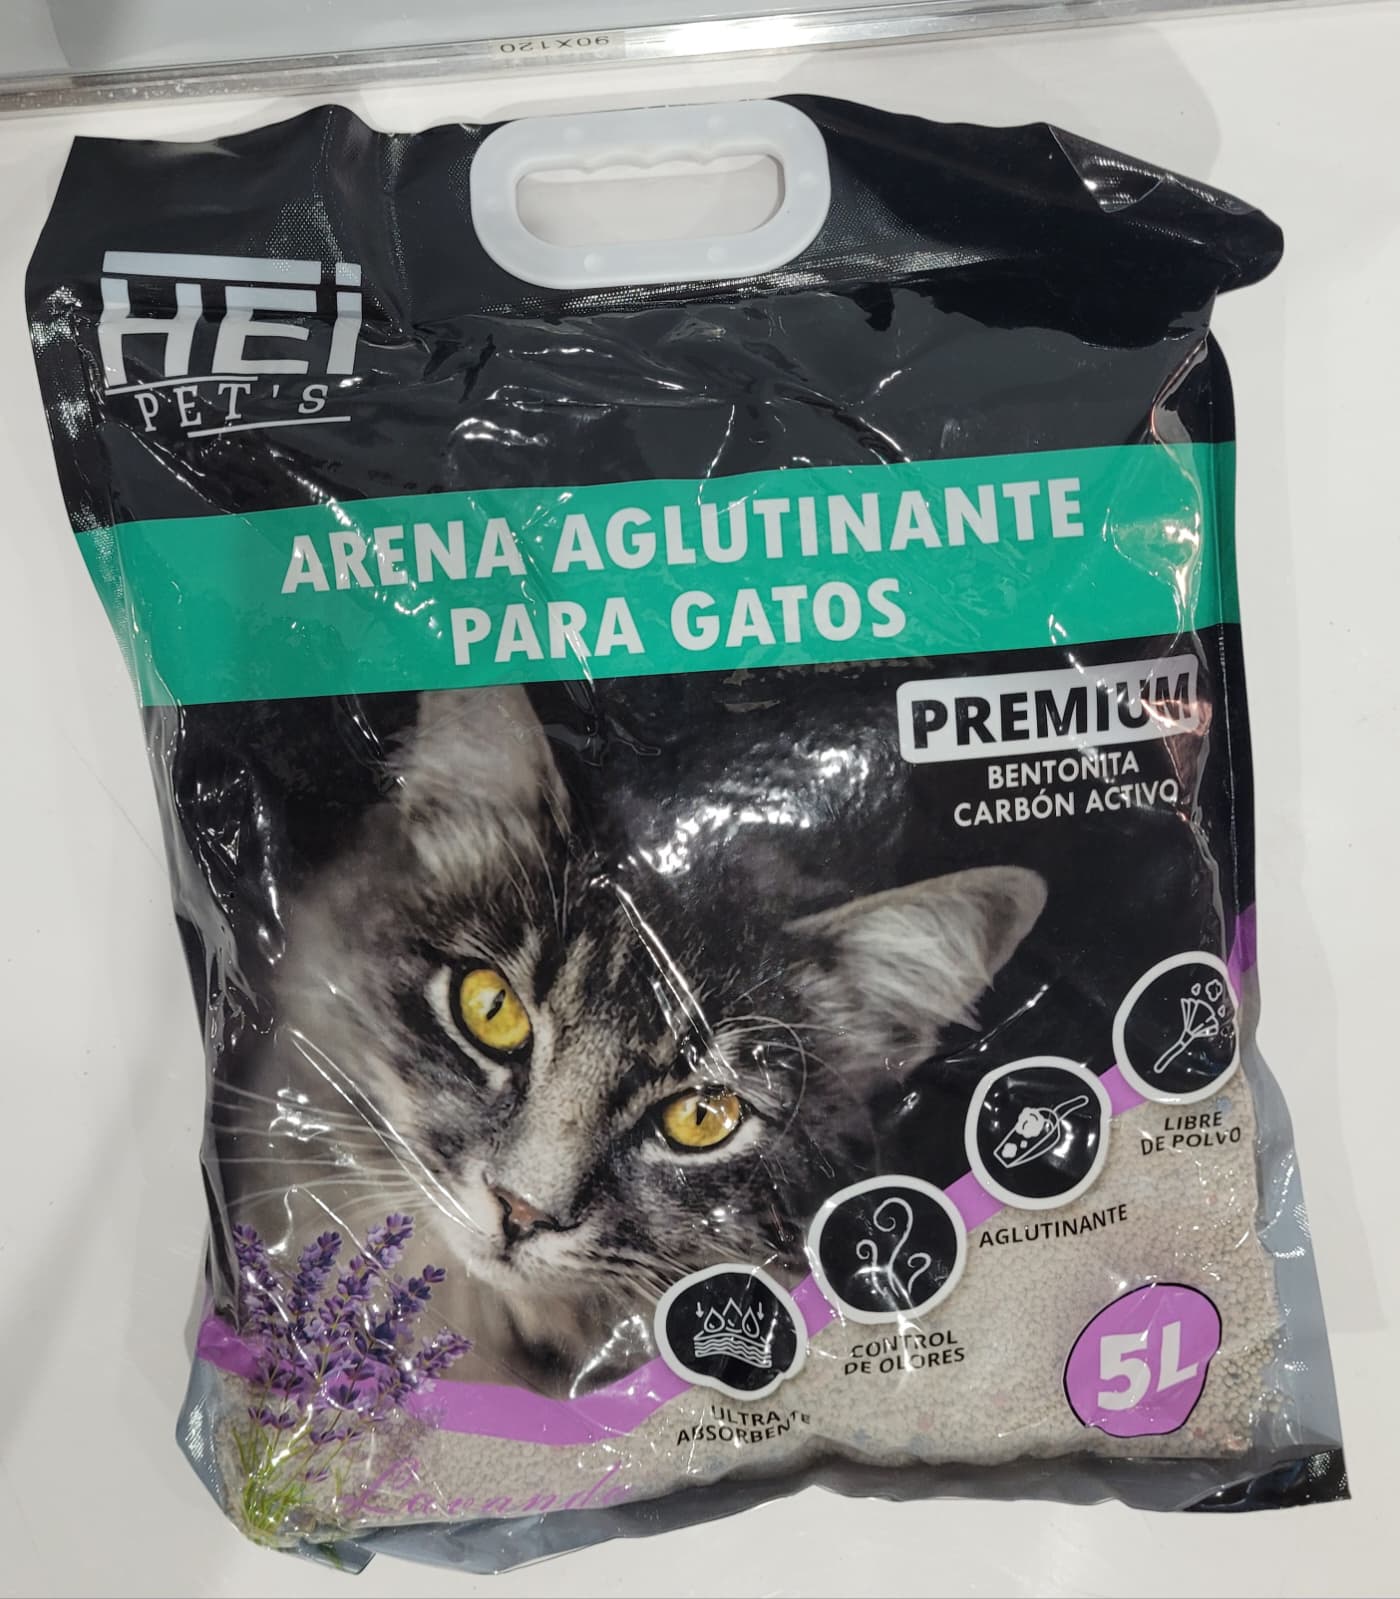 90X120
HEI
PET'S
ARENA AGLUTINANTE
PARA GATOS
PREMIUM
BENTONITA
CARBÓN ACTIVO
LIBRE
DE POLVO
AGLUTINANTE
CONTROL
DE OLORES
ULTRA
ABSORBENTE
5L
Lavanda